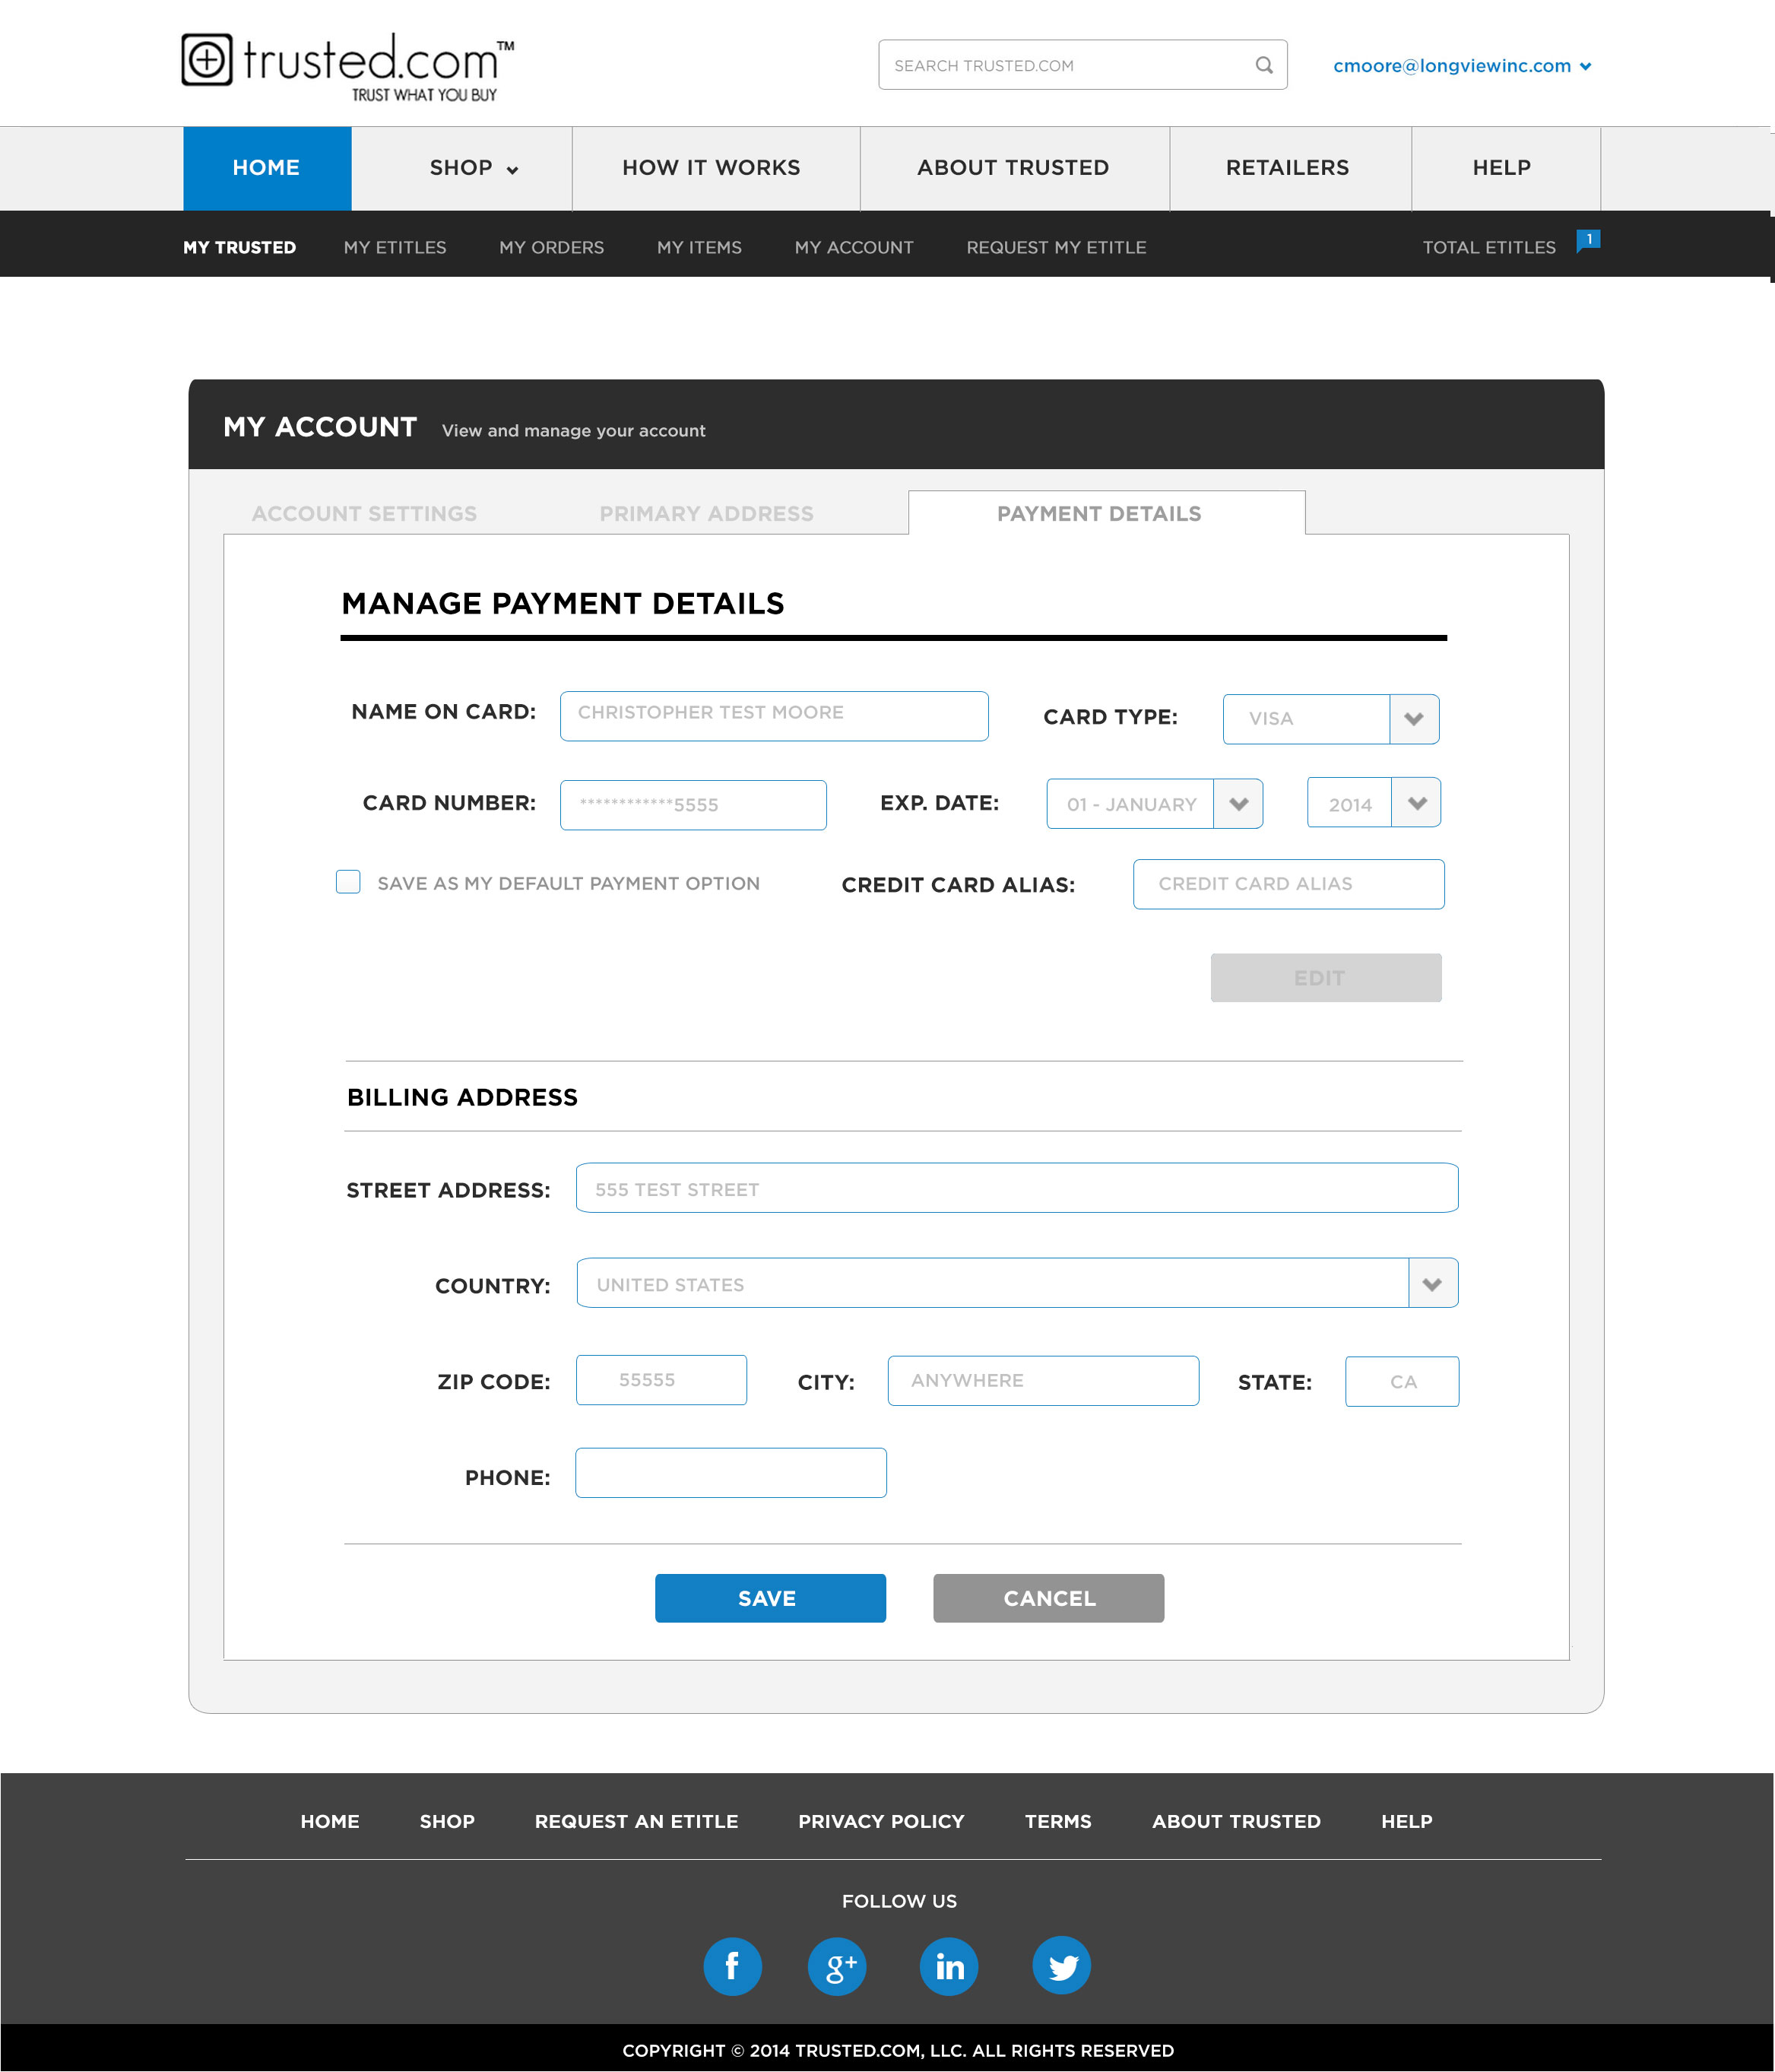 trusted.com™
TRUST WHAT YOU BUY
SEARCH TRUSTED.COM
cmoore@longviewinc.com
HOME SHOP HOW IT WORKS ABOUT TRUSTED RETAILERS HELP
MY TRUSTED MY ETITLES MY ORDERS MY ITEMS MY ACCOUNT REQUEST MY ETITLE TOTAL ETITLES 1
MY ACCOUNT View and manage your account
ACCOUNT SETTINGS PRIMARY ADDRESS PAYMENT DETAILS
MANAGE PAYMENT DETAILS
NAME ON CARD: CHRISTOPHER TEST MOORE CARD TYPE: VISA
CARD NUMBER: ************5555 EXP. DATE: 01 - JANUARY 2014
SAVE AS MY DEFAULT PAYMENT OPTION CREDIT CARD ALIAS: CREDIT CARD ALIAS
EDIT
BILLING ADDRESS
STREET ADDRESS: 555 TEST STREET
COUNTRY: UNITED STATES
ZIP CODE: 55555 CITY: ANYWHERE STATE: CA
PHONE:
SAVE CANCEL
HOME SHOP REQUEST AN ETITLE PRIVACY POLICY TERMS ABOUT TRUSTED HELP
FOLLOW US
f g+ in
COPYRIGHT © 2014 TRUSTED.COM, LLC. ALL RIGHTS RESERVED